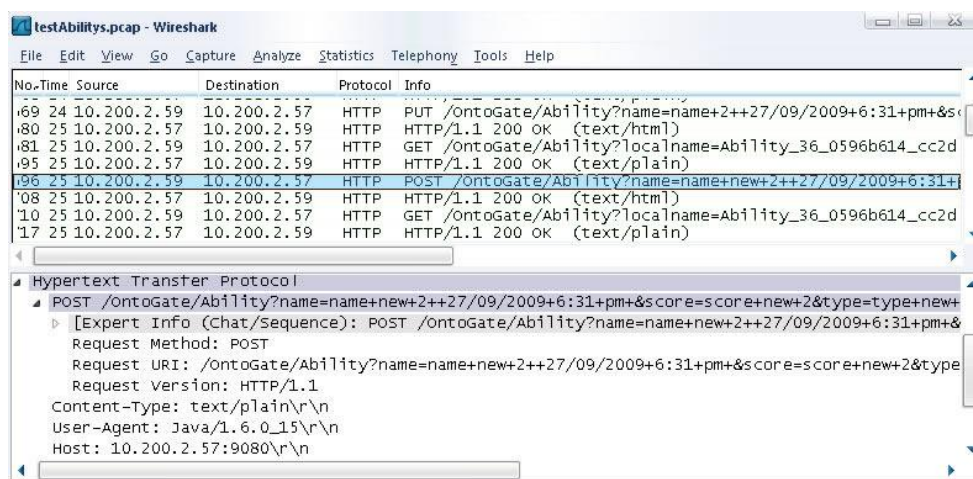 testAbilitys.pcap - Wireshark
File Edit View Go Capture Analyze Statistics Telephony Tools Help
No. Time Source Destination Protocol Info
69 24 10.200.2.59 10.200.2.57 HTTP PUT /OntoGate/Ability?name=name+2++27/09/2009+6:31+pm+&s
80 25 10.200.2.57 10.200.2.59 HTTP HTTP/1.1 200 OK (text/html)
81 25 10.200.2.59 10.200.2.57 HTTP GET /OntoGate/Ability?localname=Ability_36_0596b614_cc2d
95 25 10.200.2.57 10.200.2.59 HTTP HTTP/1.1 200 OK (text/plain)
96 25 10.200.2.59 10.200.2.57 HTTP POST /OntoGate/Ability?name=name+new+2++27/09/2009+6:31+
08 25 10.200.2.57 10.200.2.59 HTTP HTTP/1.1 200 OK (text/html)
10 25 10.200.2.59 10.200.2.57 HTTP GET /OntoGate/Ability?localname=Ability_36_0596b614_cc2d
17 25 10.200.2.57 10.200.2.59 HTTP HTTP/1.1 200 OK (text/plain)
Hypertext Transfer Protocol
POST /OntoGate/Ability?name=name+new+2++27/09/2009+6:31+pm+&score=score+new+2&type=type+new+
[Expert Info (Chat/Sequence): POST /OntoGate/Ability?name=name+new+2++27/09/2009+6:31+pm+&
Request Method: POST
Request URI: /OntoGate/Ability?name=name+new+2++27/09/2009+6:31+pm+&score=score+new+2&type
Request Version: HTTP/1.1
Content-Type: text/plain\r\n
User-Agent: Java/1.6.0_15\r\n
Host: 10.200.2.57:9080\r\n